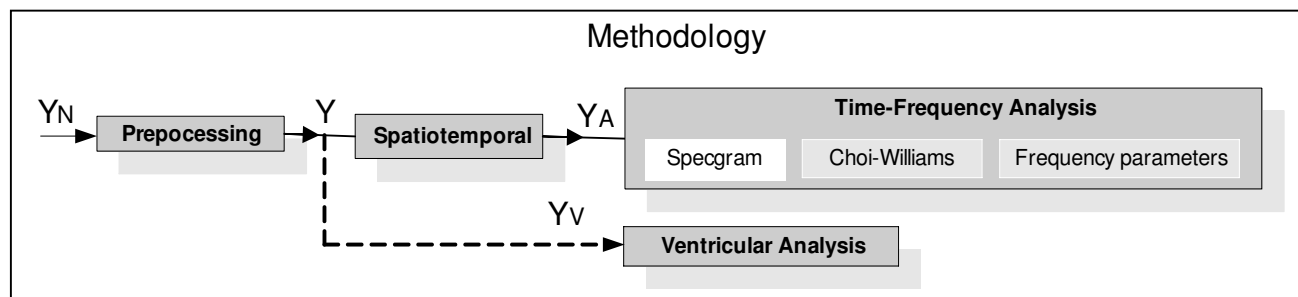 Methodology
YN
Prepocessing
Y
Spatiotemporal
YA
Time-Frequency Analysis
Specgram
Choi-Williams
Frequency parameters
YV
Ventricular Analysis